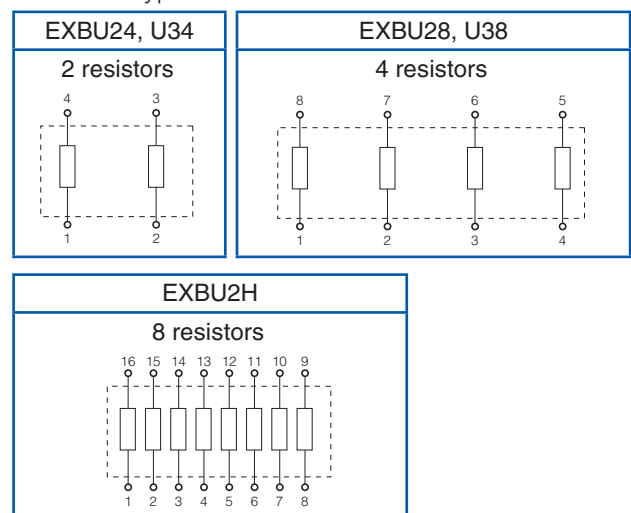 EXBU24, U34
2 resistors
4 3
1 2
EXBU28, U38
4 resistors
8 7 6 5
1 2 3 4
EXBU2H
8 resistors
16 15 14 13 12 11 10 9
1 2 3 4 5 6 7 8